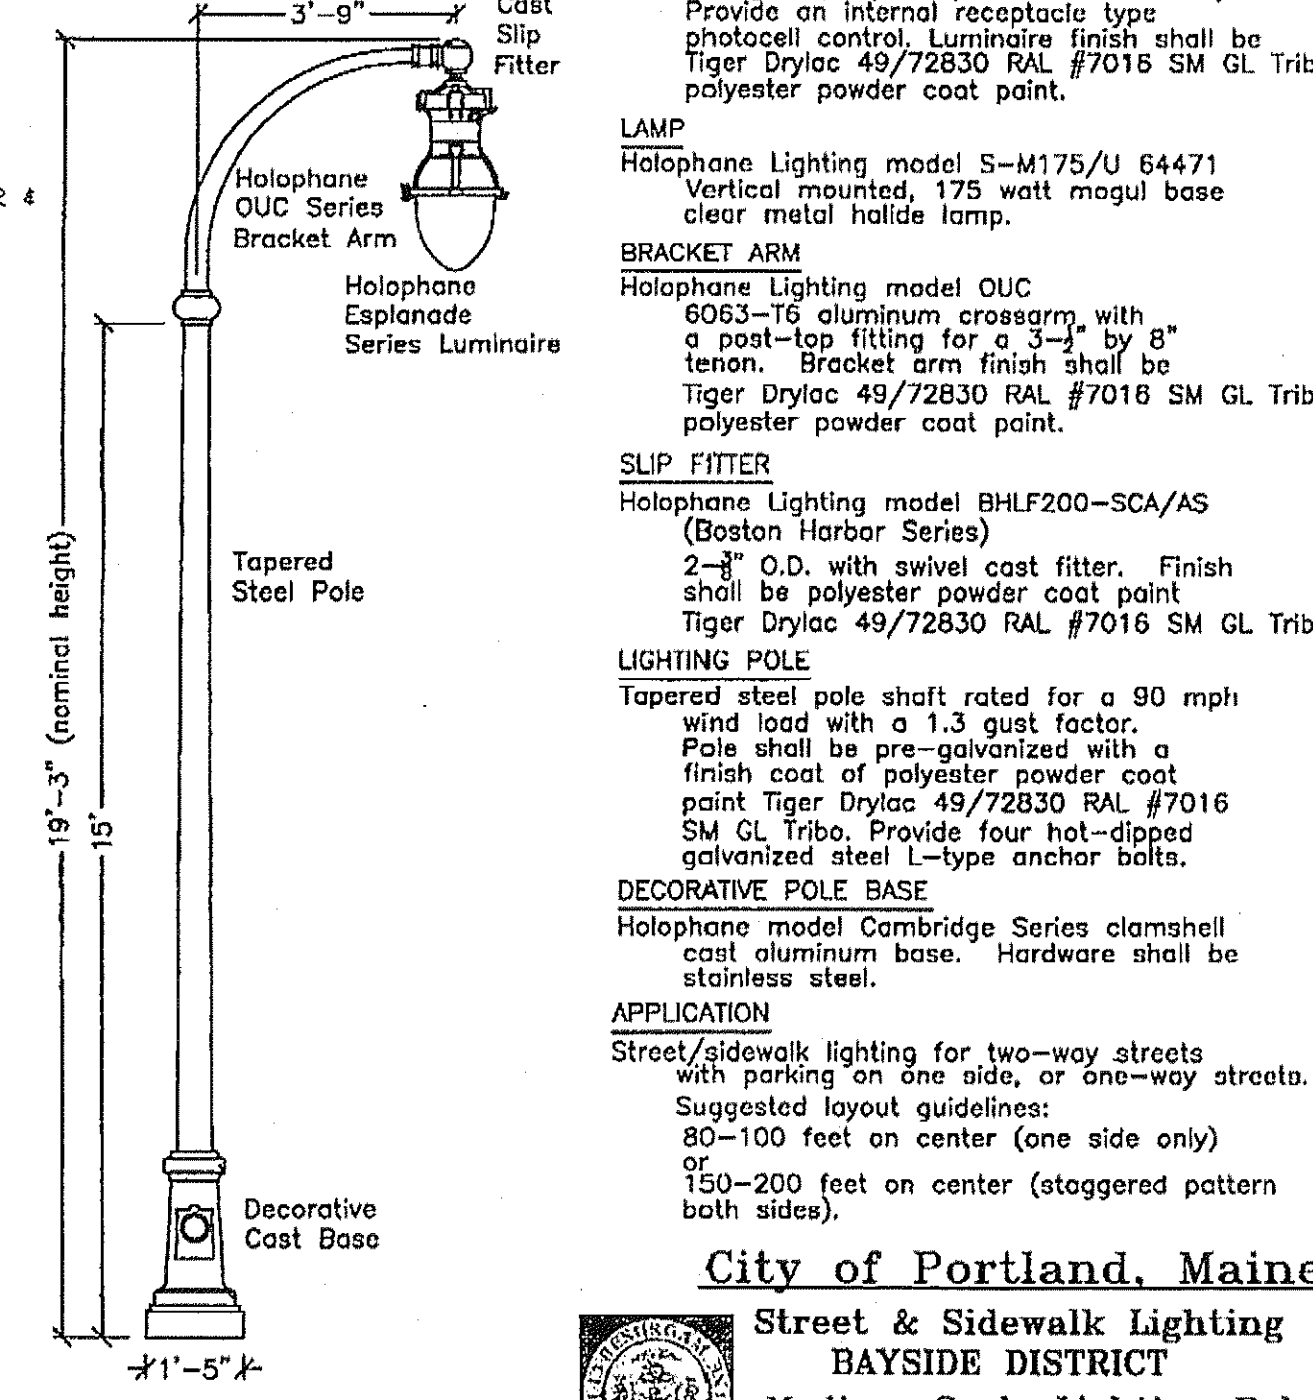 3'-9"
Cast
Slip
Fitter
Holophane
OUC Series
Bracket Arm
Holophane
Esplanade
Series Luminaire
19'-3" (nominal height)
15'
Tapered
Steel Pole
Decorative
Cast Base
1'-5"
Provide an internal receptacle type
photocell control. Luminaire finish shall be
Tiger Drylac 49/72830 RAL #7016 SM GL Trib
polyester powder coat paint.
LAMP
Holophane Lighting model S-M175/U 64471
Vertical mounted, 175 watt mogul base
clear metal halide lamp.
BRACKET ARM
Holophane Lighting model OUC
6063-T6 aluminum crossarm with
a post-top fitting for a 3-½" by 8"
tenon. Bracket arm finish shall be
Tiger Drylac 49/72830 RAL #7016 SM GL Trib
polyester powder coat paint.
SLIP FITTER
Holophane Lighting model BHLF200-SCA/AS
(Boston Harbor Series)
2-⅜" O.D. with swivel cast fitter. Finish
shall be polyester powder coat paint
Tiger Drylac 49/72830 RAL #7016 SM GL Trib
LIGHTING POLE
Tapered steel pole shaft rated for a 90 mph
wind load with a 1.3 gust factor.
Pole shall be pre-galvanized with a
finish coat of polyester powder coat
paint Tiger Drylac 49/72830 RAL #7016
SM GL Tribo. Provide four hot-dipped
galvanized steel L-type anchor bolts.
DECORATIVE POLE BASE
Holophane model Cambridge Series clamshell
cast aluminum base. Hardware shall be
stainless steel.
APPLICATION
Street/sidewalk lighting for two-way streets
with parking on one side, or one-way streets.
Suggested layout guidelines:
80-100 feet on center (one side only)
or
150-200 feet on center (staggered pattern
both sides).
City of Portland, Maine
Street & Sidewalk Lighting
BAYSIDE DISTRICT